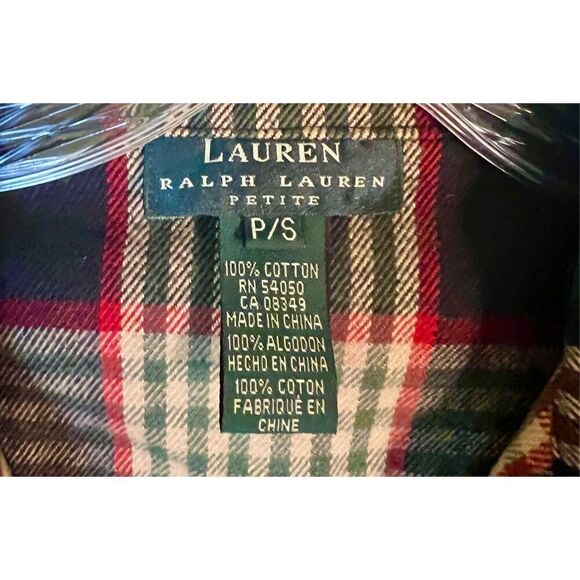 LAUREN
RALPH LAUREN
PETITE
P/S
100% COTTON
RN 54050
CA 08349
MADE IN CHINA
100% ALGODON
HECHO EN CHINA
100% COTON
FABRIQUÉ EN
CHINE